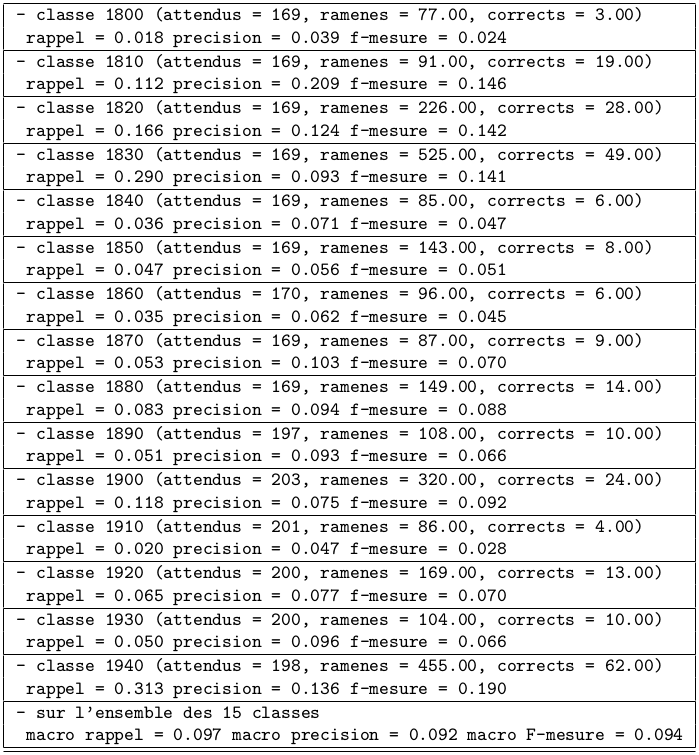 - classe 1800 (attendus = 169, ramenes = 77.00, corrects = 3.00)
rappel = 0.018 precision = 0.039 f-mesure = 0.024
- classe 1810 (attendus = 169, ramenes = 91.00, corrects = 19.00)
rappel = 0.112 precision = 0.209 f-mesure = 0.146
- classe 1820 (attendus = 169, ramenes = 226.00, corrects = 28.00)
rappel = 0.166 precision = 0.124 f-mesure = 0.142
- classe 1830 (attendus = 169, ramenes = 525.00, corrects = 49.00)
rappel = 0.290 precision = 0.093 f-mesure = 0.141
- classe 1840 (attendus = 169, ramenes = 85.00, corrects = 6.00)
rappel = 0.036 precision = 0.071 f-mesure = 0.047
- classe 1850 (attendus = 169, ramenes = 143.00, corrects = 8.00)
rappel = 0.047 precision = 0.056 f-mesure = 0.051
- classe 1860 (attendus = 170, ramenes = 96.00, corrects = 6.00)
rappel = 0.035 precision = 0.062 f-mesure = 0.045
- classe 1870 (attendus = 169, ramenes = 87.00, corrects = 9.00)
rappel = 0.053 precision = 0.103 f-mesure = 0.070
- classe 1880 (attendus = 169, ramenes = 149.00, corrects = 14.00)
rappel = 0.083 precision = 0.094 f-mesure = 0.088
- classe 1890 (attendus = 197, ramenes = 108.00, corrects = 10.00)
rappel = 0.051 precision = 0.093 f-mesure = 0.066
- classe 1900 (attendus = 203, ramenes = 320.00, corrects = 24.00)
rappel = 0.118 precision = 0.075 f-mesure = 0.092
- classe 1910 (attendus = 201, ramenes = 86.00, corrects = 4.00)
rappel = 0.020 precision = 0.047 f-mesure = 0.028
- classe 1920 (attendus = 200, ramenes = 169.00, corrects = 13.00)
rappel = 0.065 precision = 0.077 f-mesure = 0.070
- classe 1930 (attendus = 200, ramenes = 104.00, corrects = 10.00)
rappel = 0.050 precision = 0.096 f-mesure = 0.066
- classe 1940 (attendus = 198, ramenes = 455.00, corrects = 62.00)
rappel = 0.313 precision = 0.136 f-mesure = 0.190
- sur l'ensemble des 15 classes
macro rappel = 0.097 macro precision = 0.092 macro F-mesure = 0.094